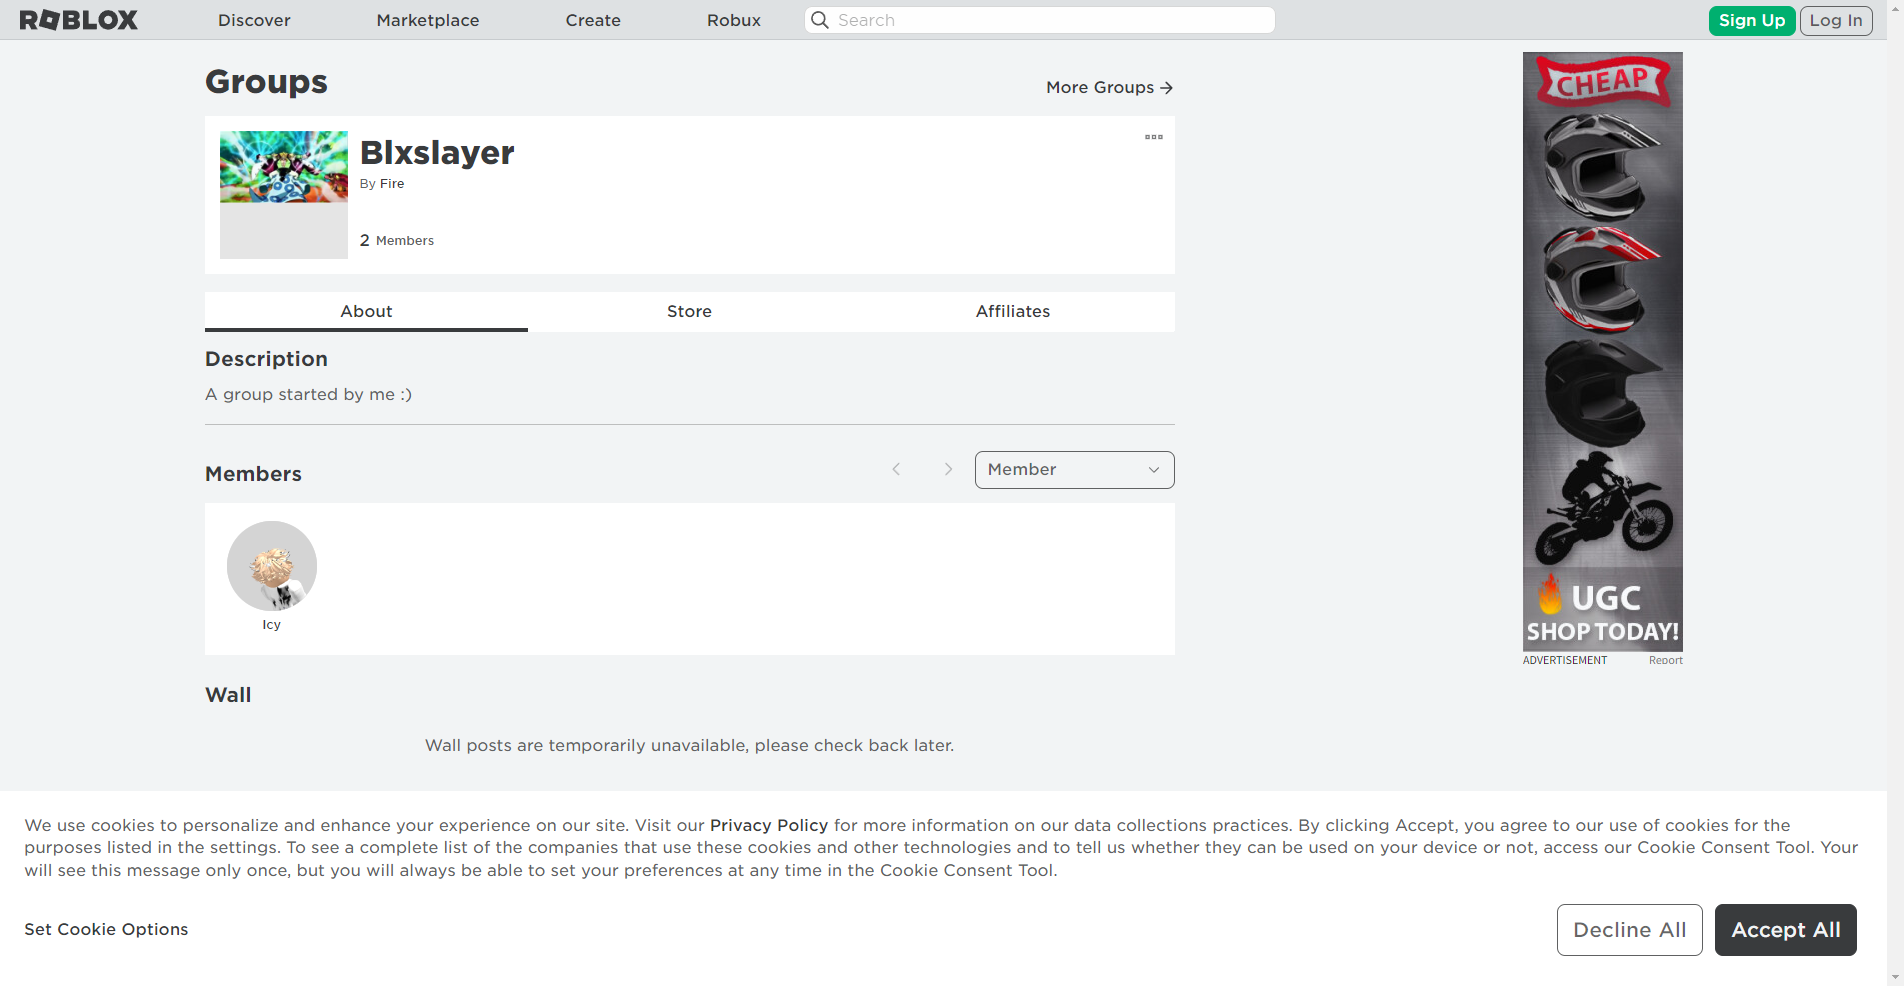 ROBLOX
Discover
Marketplace
Create
Robux
Search
Sign Up
Log In
Groups
More Groups
Blxslayer
By Fire
2 Members
About
Store
Affiliates
Description
A group started by me :)
Members
Member
Icy
Wall
Wall posts are temporarily unavailable, please check back later.
CHEAP
UGC
SHOP TODAY!
ADVERTISEMENT
Report
We use cookies to personalize and enhance your experience on our site. Visit our Privacy Policy for more information on our data collections practices. By clicking Accept, you agree to our use of cookies for the
purposes listed in the settings. To see a complete list of the companies that use these cookies and other technologies and to tell us whether they can be used on your device or not, access our Cookie Consent Tool. Your
will see this message only once, but you will always be able to set your preferences at any time in the Cookie Consent Tool.
Set Cookie Options
Decline All
Accept All